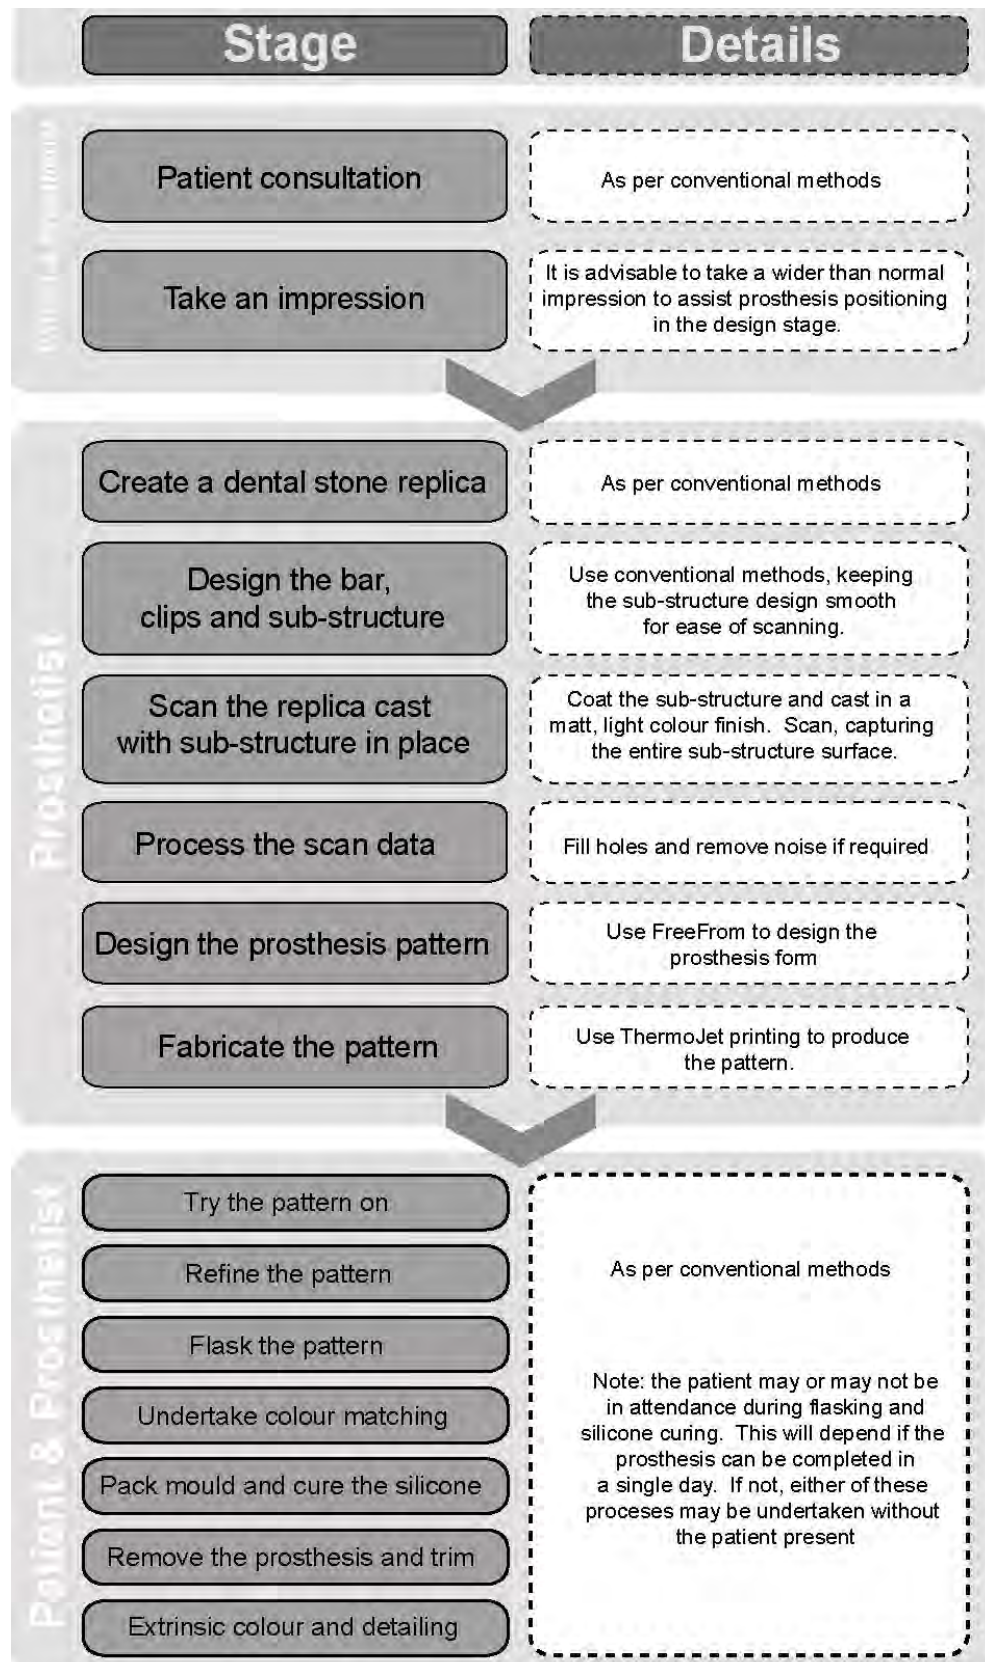 Stage
Details
Patient consultation
As per conventional methods
Take an impression
It is advisable to take a wider than normal
impression to assist prosthesis positioning
in the design stage.
Create a dental stone replica
As per conventional methods
Design the bar,
clips and sub-structure
Use conventional methods, keeping
the sub-structure design smooth
for ease of scanning.
Scan the replica cast
with sub-structure in place
Coat the sub-structure and cast in a
matt, light colour finish. Scan, capturing
the entire sub-structure surface.
Process the scan data
Fill holes and remove noise if required
Design the prosthesis pattern
Use FreeFrom to design the
prosthesis form
Fabricate the pattern
Use ThermoJet printing to produce
the pattern.
Prosthotist
Try the pattern on
Refine the pattern
Flask the pattern
Undertake colour matching
Pack mould and cure the silicone
Remove the prosthesis and trim
Extrinsic colour and detailing
As per conventional methods
Note: the patient may or may not be
in attendance during flasking and
silicone curing. This will depend if the
prosthesis can be completed in
a single day. If not, either of these
proceses may be undertaken without
the patient present
Patient & Prosthetist